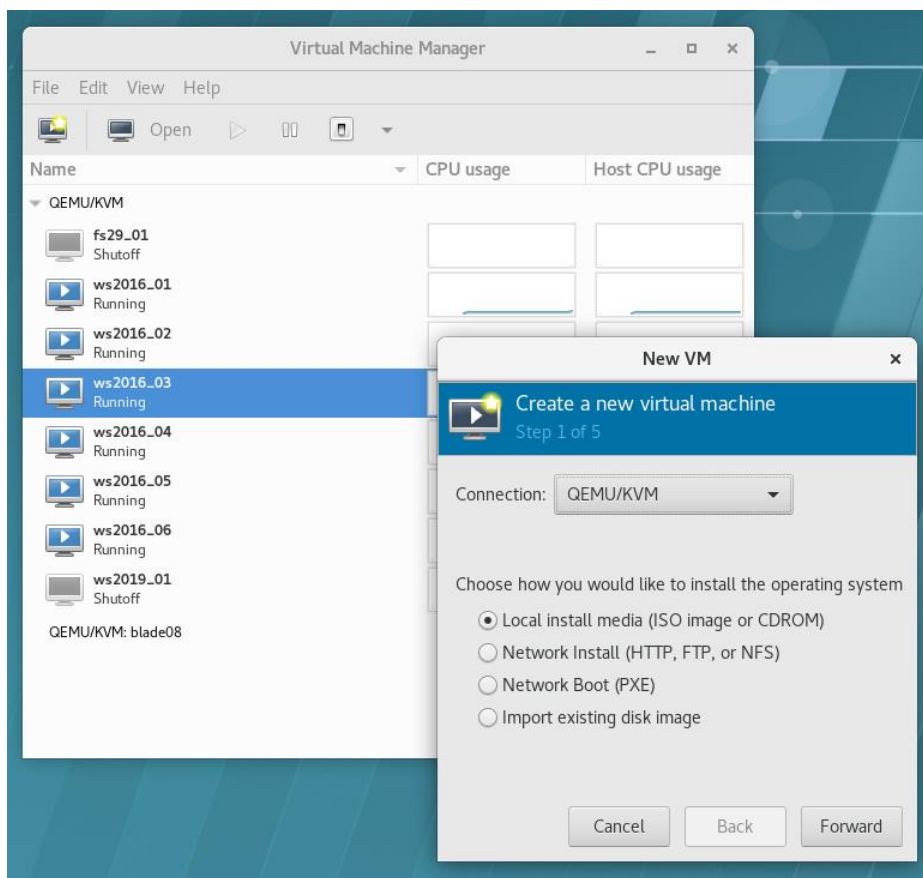 Virtual Machine Manager
File Edit View Help
Open
Name CPU usage Host CPU usage
QEMU/KVM
fs29_01
Shutoff
ws2016_01
Running
ws2016_02
Running
ws2016_03
Running
ws2016_04
Running
ws2016_05
Running
ws2016_06
Running
ws2019_01
Shutoff
QEMU/KVM: blade08
New VM
Create a new virtual machine
Step 1 of 5
Connection: QEMU/KVM
Choose how you would like to install the operating system
Local install media (ISO image or CDROM)
Network Install (HTTP, FTP, or NFS)
Network Boot (PXE)
Import existing disk image
Cancel Back Forward